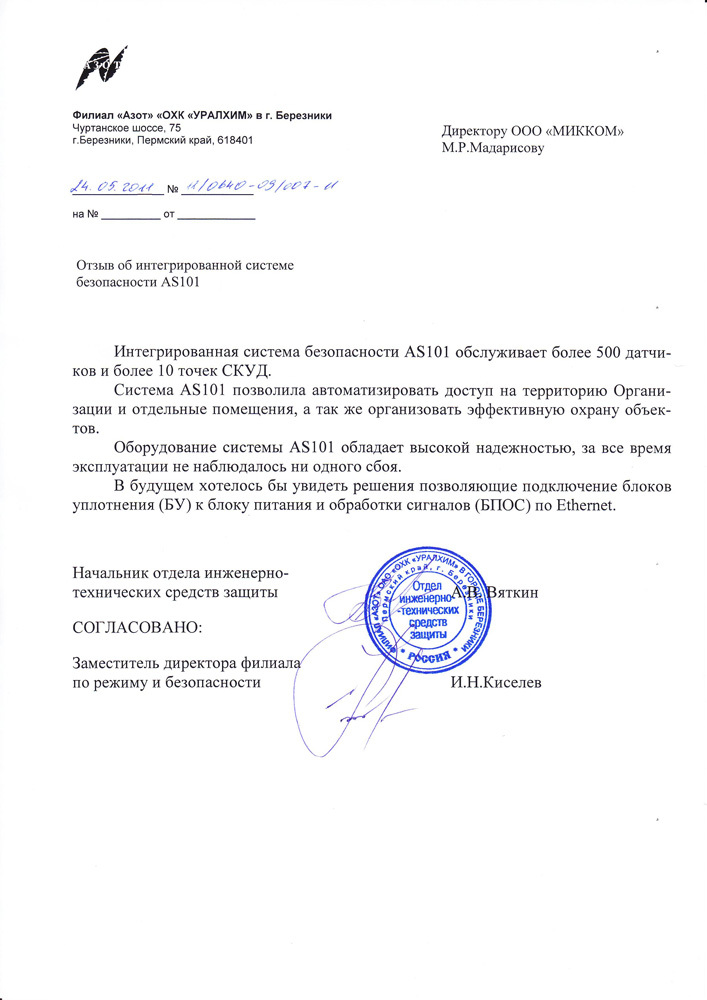 АЗОТ
Филиал «Азот» «ОХК «УРАЛХИМ» в г. Березники
Чуртанское шоссе, 75
г.Березники, Пермский край, 618401
Директору ООО «МИККОМ»
М.Р.Мадарисову
24.05.2011 № 11/0640-09/007-11
на № __________ от _____________
Отзыв об интегрированной системе
безопасности AS101
Интегрированная система безопасности AS101 обслуживает более 500 датчи-
ков и более 10 точек СКУД.
Система AS101 позволила автоматизировать доступ на территорию Органи-
зации и отдельные помещения, а так же организовать эффективную охрану объек-
тов.
Оборудование системы AS101 обладает высокой надежностью, за все время
эксплуатации не наблюдалось ни одного сбоя.
В будущем хотелось бы увидеть решения позволяющие подключение блоков
уплотнения (БУ) к блоку питания и обработки сигналов (БПОС) по Ethernet.
Начальник отдела инженерно-
технических средств защиты
А.В. Вяткин
ФИЛИАЛ «АЗОТ» ОАО «ОХК «УРАЛХИМ» В ГОРОДЕ БЕРЕЗНИКИ
Пермский край, г. Березники
Отдел
инженерно-
-технических
средств
защиты
* РОССИЯ *
СОГЛАСОВАНО:
Заместитель директора филиала
по режиму и безопасности
И.Н.Киселев